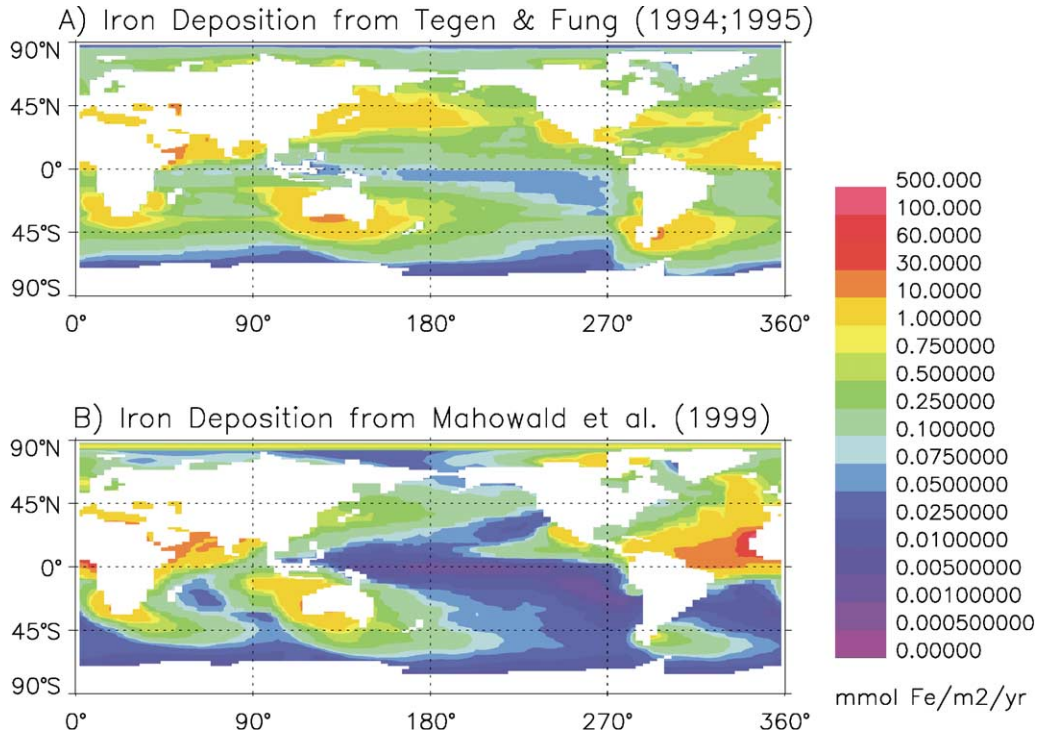 A) Iron Deposition from Tegen & Fung (1994;1995)
90°N
45°N
0°
45°S
90°S
0° 90° 180° 270° 360°
B) Iron Deposition from Mahowald et al. (1999)
90°N
45°N
0°
45°S
90°S
0° 90° 180° 270° 360°
500.000
100.000
60.0000
30.0000
10.0000
1.00000
0.750000
0.500000
0.250000
0.100000
0.0750000
0.0500000
0.0250000
0.0100000
0.00500000
0.00100000
0.000500000
0.00000
mmol Fe/m2/yr